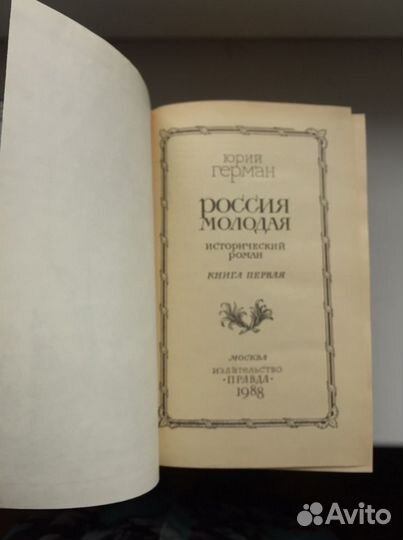 ЮРИЙ
ГЕРМАН
РОССИЯ
МОЛОДАЯ
ИСТОРИЧЕСКИЙ
РОМАН
КНИГА ПЕРВАЯ
МОСКВА
ИЗДАТЕЛЬСТВО
·ПРАВДА·
1988
Avito